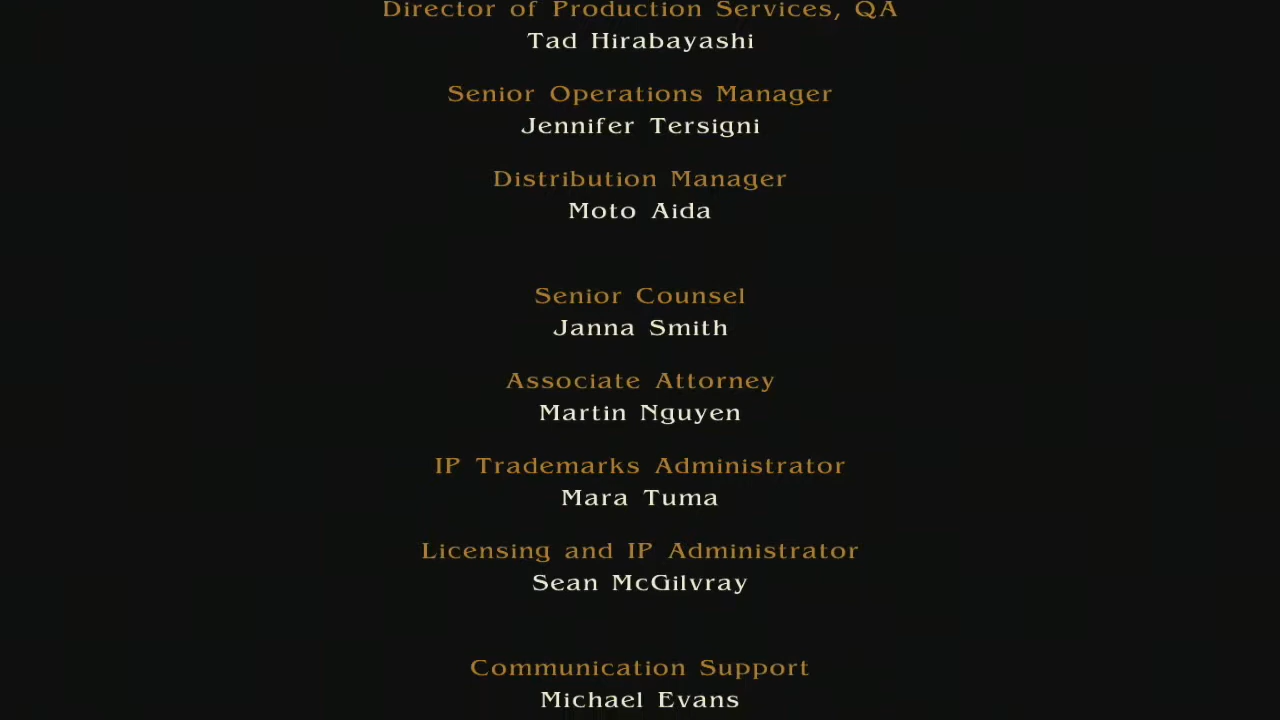 Director of Production Services, QA
Tad Hirabayashi
Senior Operations Manager
Jennifer Tersigni
Distribution Manager
Moto Aida
Senior Counsel
Janna Smith
Associate Attorney
Martin Nguyen
IP Trademarks Administrator
Mara Tuma
Licensing and IP Administrator
Sean McGilvray
Communication Support
Michael Evans